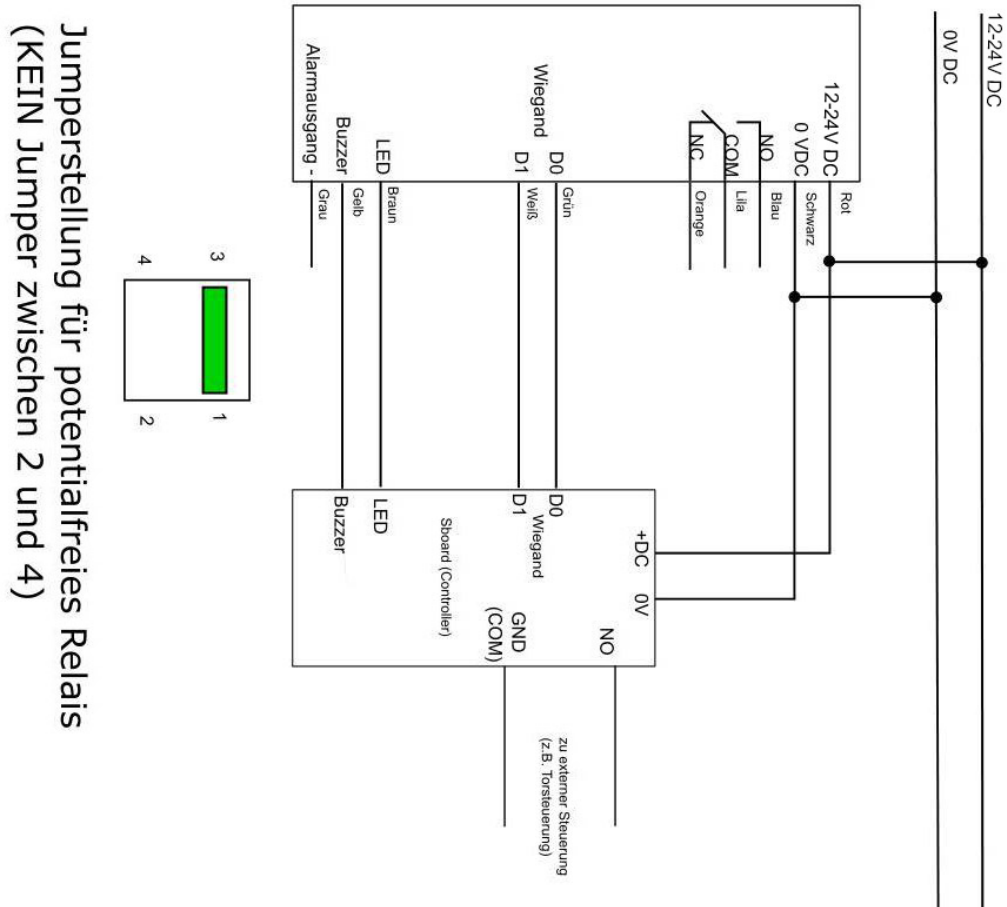 12-24V DC
0V DC
12-24V DC Rot
0 VDC Schwarz
NO Blau
COM Lila
NC Orange
Wiegand
D0 Grün
D1 Weiß
LED Braun
Buzzer Gelb
Alarmausgang - Grau
+DC
0V
NO
D0
Wiegand
D1
GND
(COM)
Sboard (Controller)
LED
Buzzer
zu externer Steuerung
(z.B. Torsteuerung)
3 1
4 2
Jumperstellung für potentialfreies Relais
(KEIN Jumper zwischen 2 und 4)